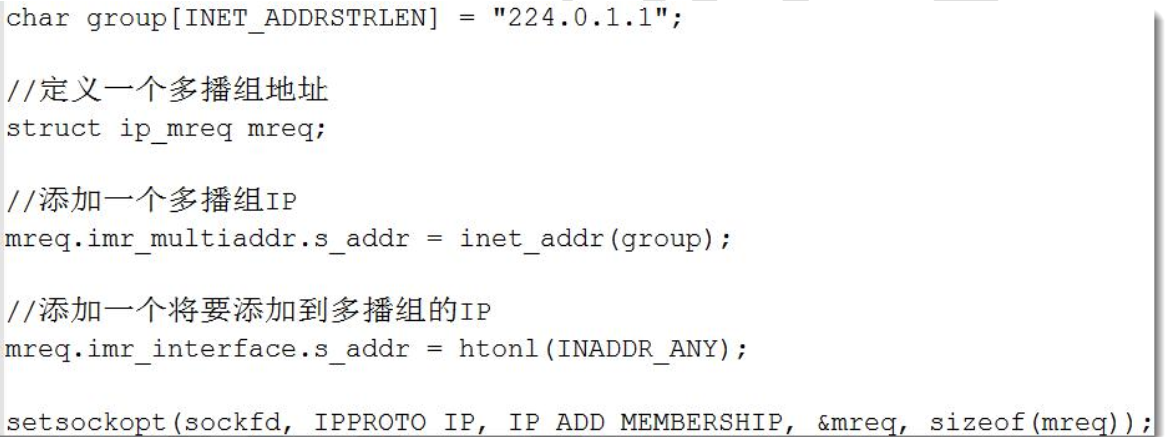 char group[INET_ADDRSTRLEN] = "224.0.1.1";
//定义一个多播组地址
struct ip_mreq mreq;
//添加一个多播组IP
mreq.imr_multiaddr.s_addr = inet_addr(group);
//添加一个将要添加到多播组的IP
mreq.imr_interface.s_addr = htonl(INADDR_ANY);
setsockopt(sockfd, IPPROTO_IP, IP_ADD_MEMBERSHIP, &mreq, sizeof(mreq));